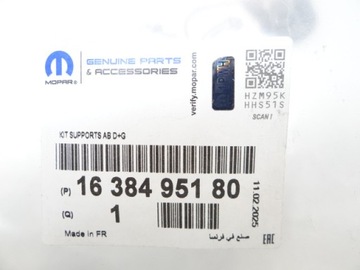 MOPAR
GENUINE PARTS
& ACCESSORIES
verify.mopar.com
HZM95K
HHS51S
SCAN !
KIT SUPPORTS AB D+G
(P) 16 384 951 80
(Q) 1
11.02.2025
Made in FR
صنع في فرنسا
EAC